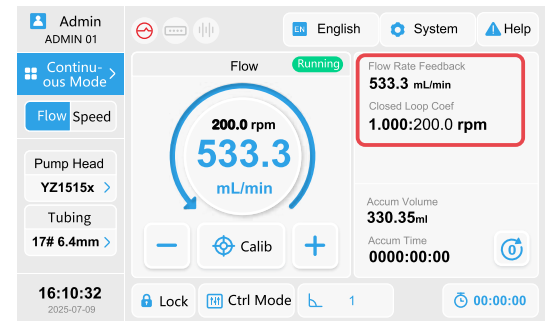 Admin
ADMIN 01
EN English
System
Help
Continu-
ous Mode
Flow Speed
Pump Head
YZ1515x
Tubing
17# 6.4mm
16:10:32
2025-07-09
Flow
Running
200.0 rpm
533.3
mL/min
Calib
Flow Rate Feedback
533.3 mL/min
Closed Loop Coef
1.000:200.0 rpm
Accum Volume
330.35ml
Accum Time
0000:00:00
0
Lock
Ctrl Mode
1
00:00:00